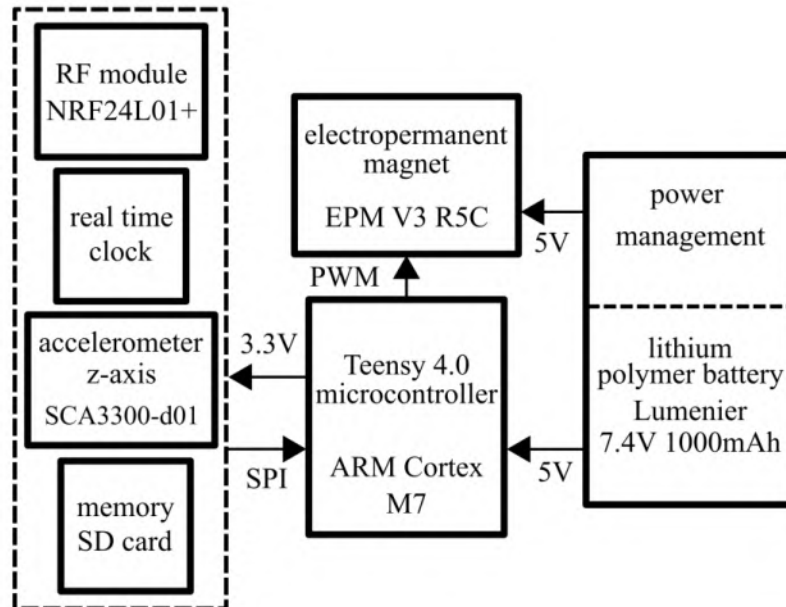 RF module
NRF24L01+
real time
clock
accelerometer
z-axis
SCA3300-d01
memory
SD card
3.3V
SPI
electropermanent
magnet
EPM V3 R5C
PWM
Teensy 4.0
microcontroller
ARM Cortex
M7
5V
5V
power
management
lithium
polymer battery
Lumenier
7.4V 1000mAh